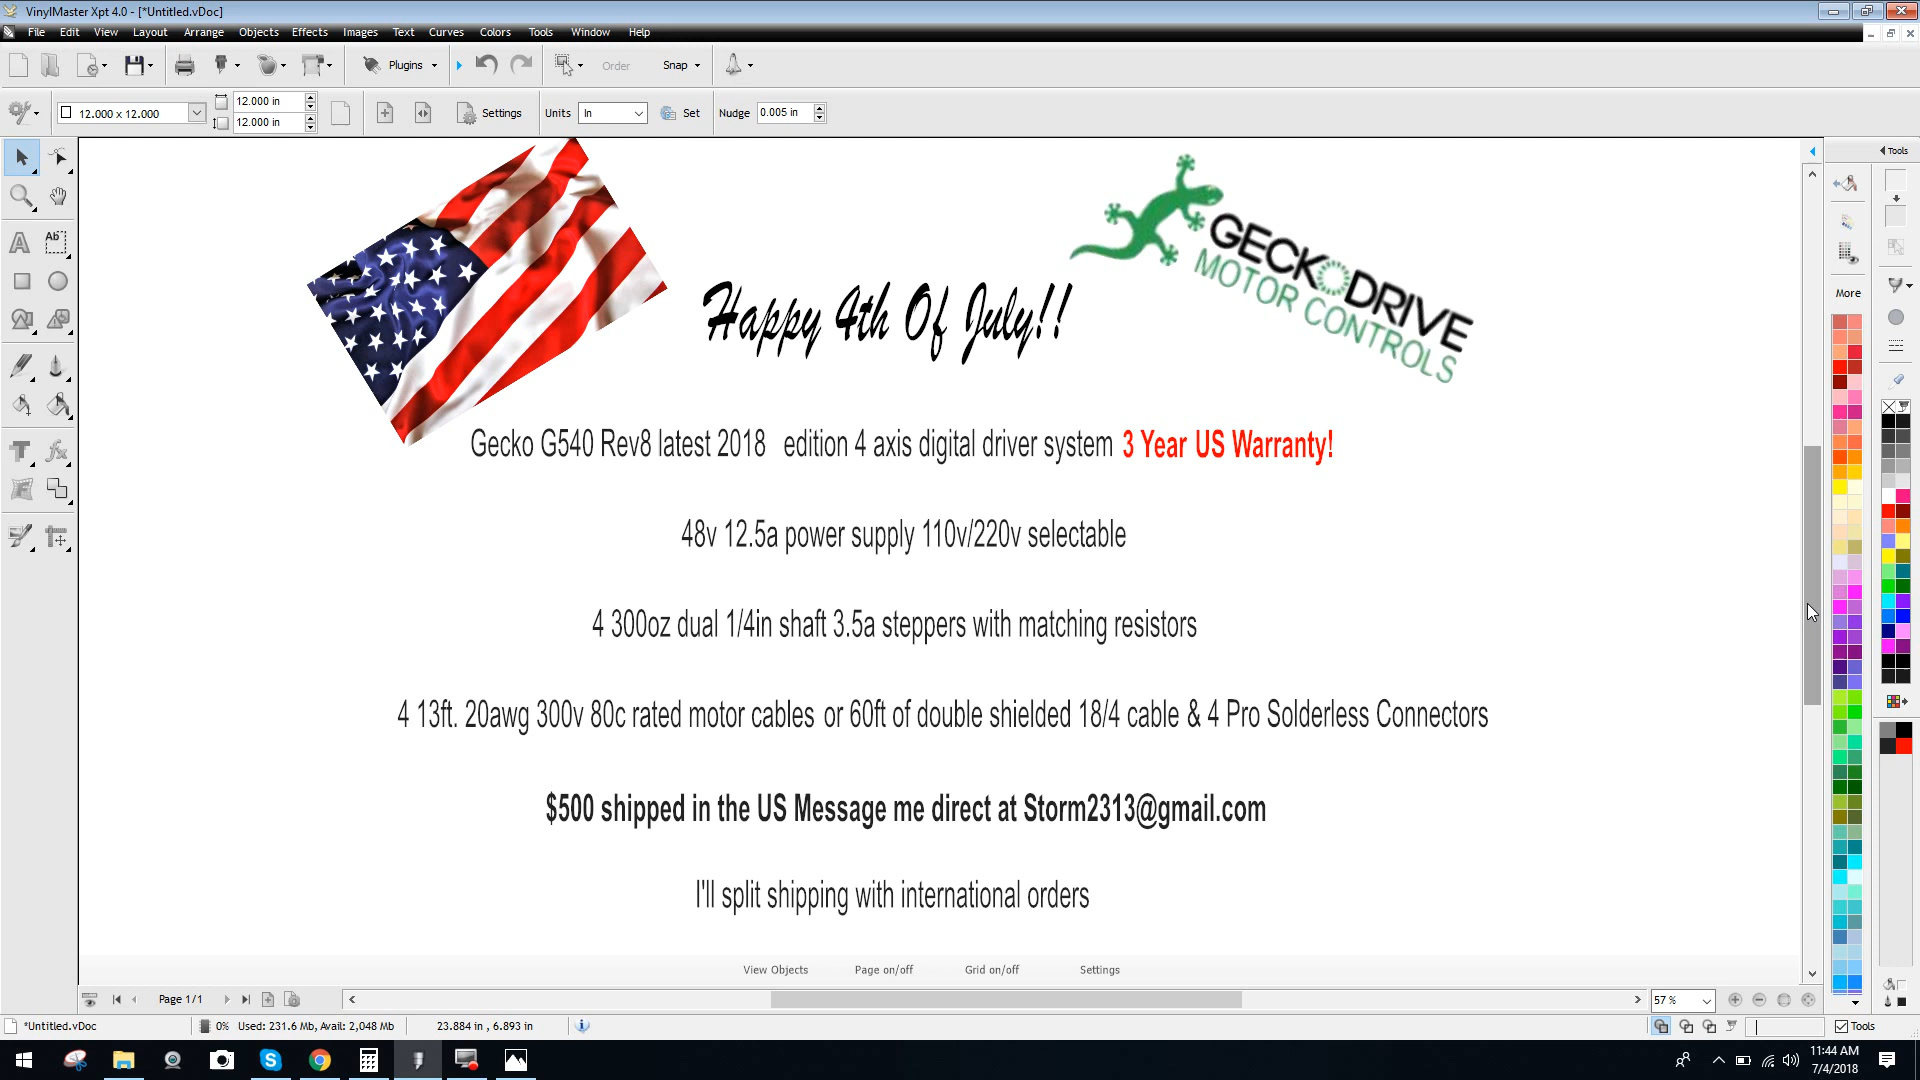 VinylMaster Xpt 4.0 - [*Untitled.vDoc]
File Edit View Layout Arrange Objects Effects Images Text Curves Colors Tools Window Help
Plugins Order Snap
12.000 x 12.000 12.000 in 12.000 in Settings Units In Set Nudge 0.005 in
Tools
More
GECKODRIVE
MOTOR CONTROLS
Happy 4th Of July!!
Gecko G540 Rev8 latest 2018 edition 4 axis digital driver system 3 Year US Warranty!
48v 12.5a power supply 110v/220v selectable
4 300oz dual 1/4in shaft 3.5a steppers with matching resistors
4 13ft. 20awg 300v 80c rated motor cables or 60ft of double shielded 18/4 cable & 4 Pro Solderless Connectors
$500 shipped in the US Message me direct at Storm2313@gmail.com
I'll split shipping with international orders
View Objects Page on/off Grid on/off Settings
Page 1/1 57 %
*Untitled.vDoc 0% Used: 231.6 Mb, Avail: 2,048 Mb 23.884 in , 6.893 in Tools
11:44 AM
7/4/2018